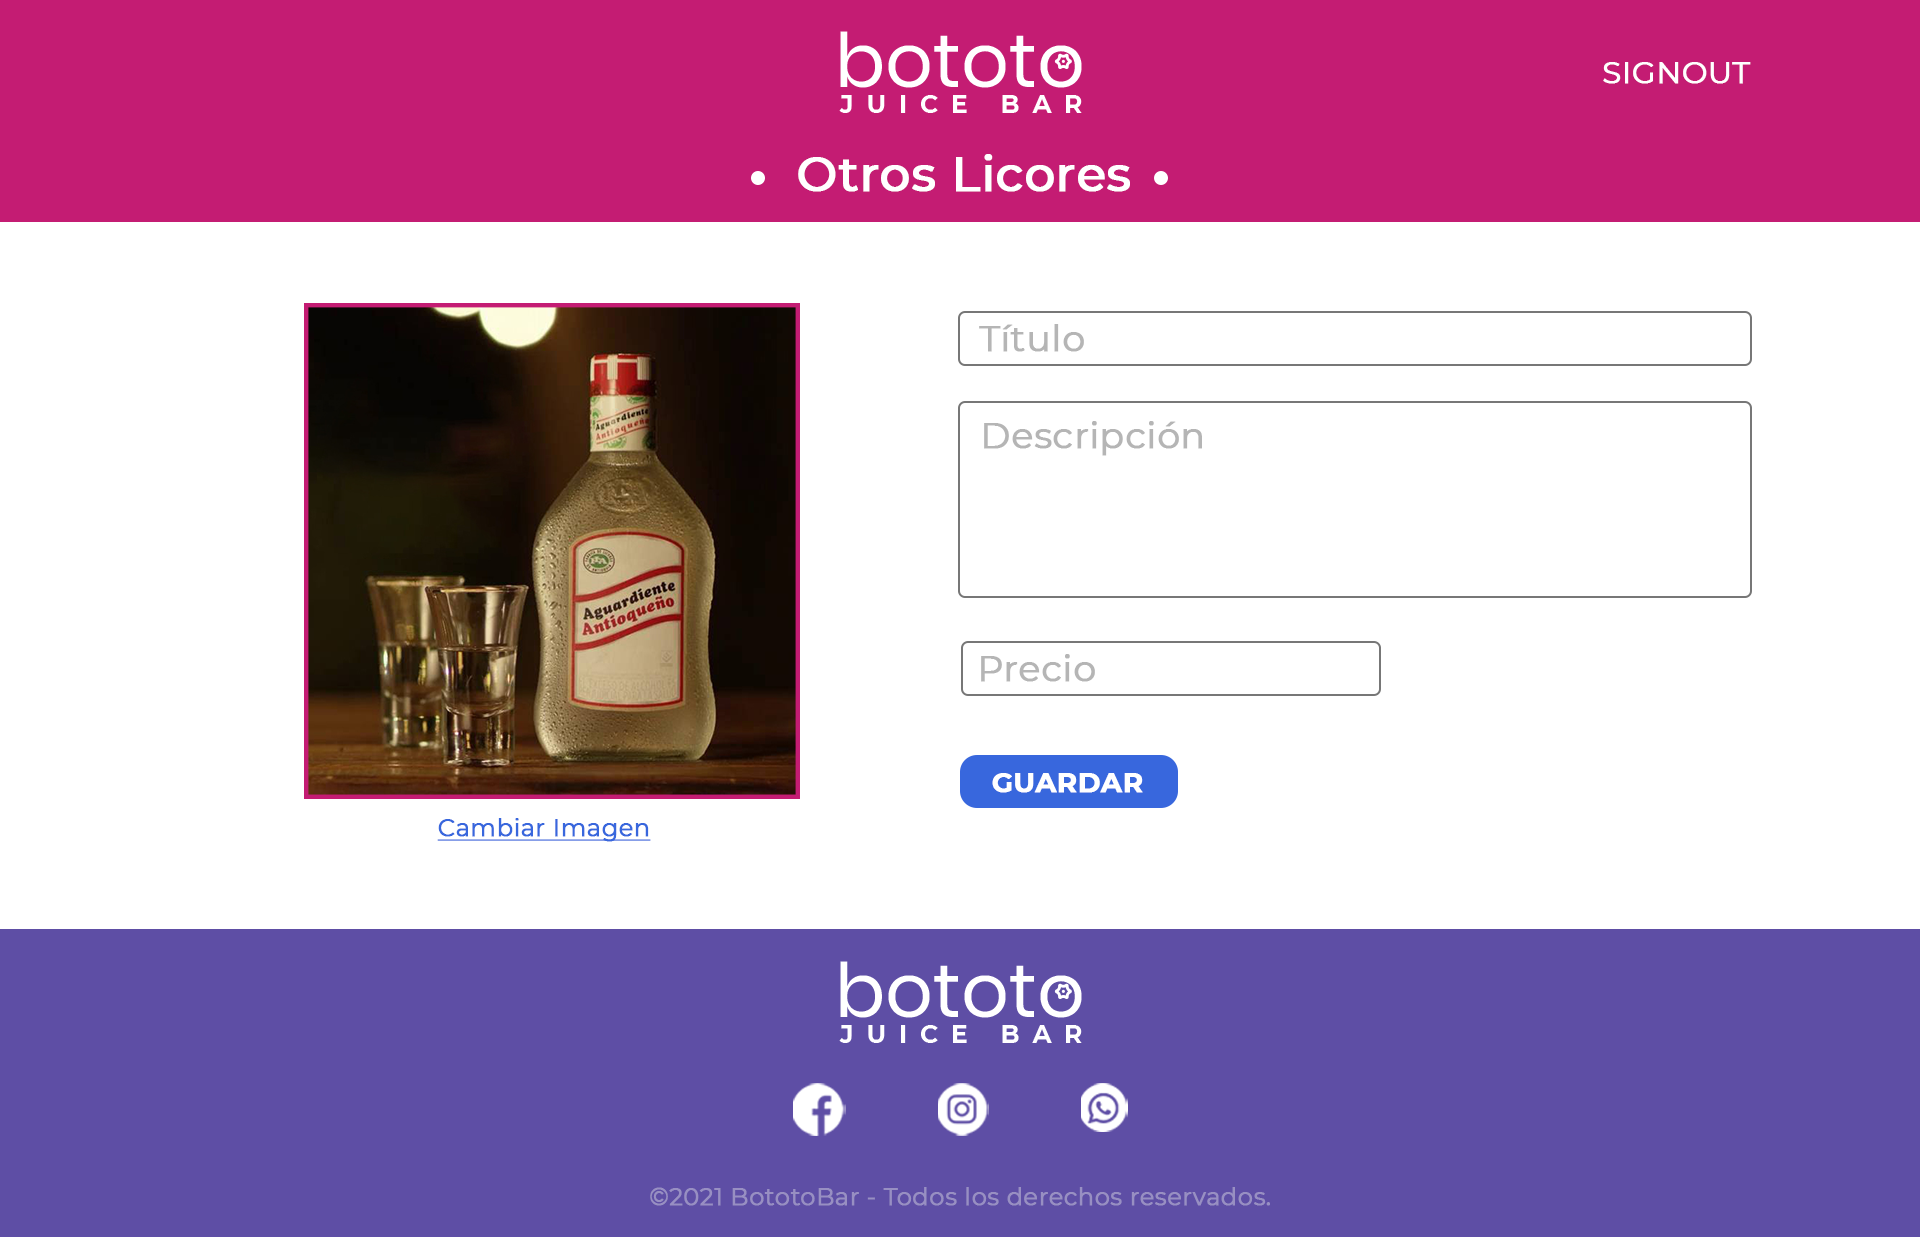 bototo
JUICE BAR
SIGNOUT
• Otros Licores •
Título
Descripción
Aguardiente
Antioqueño
Aguardiente
Antioqueño
Precio
GUARDAR
Cambiar Imagen
bototo
JUICE BAR
©2021 BototoBar - Todos los derechos reservados.